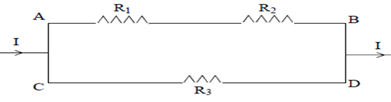 A R₁ R₂ B
I I
C R₃ D